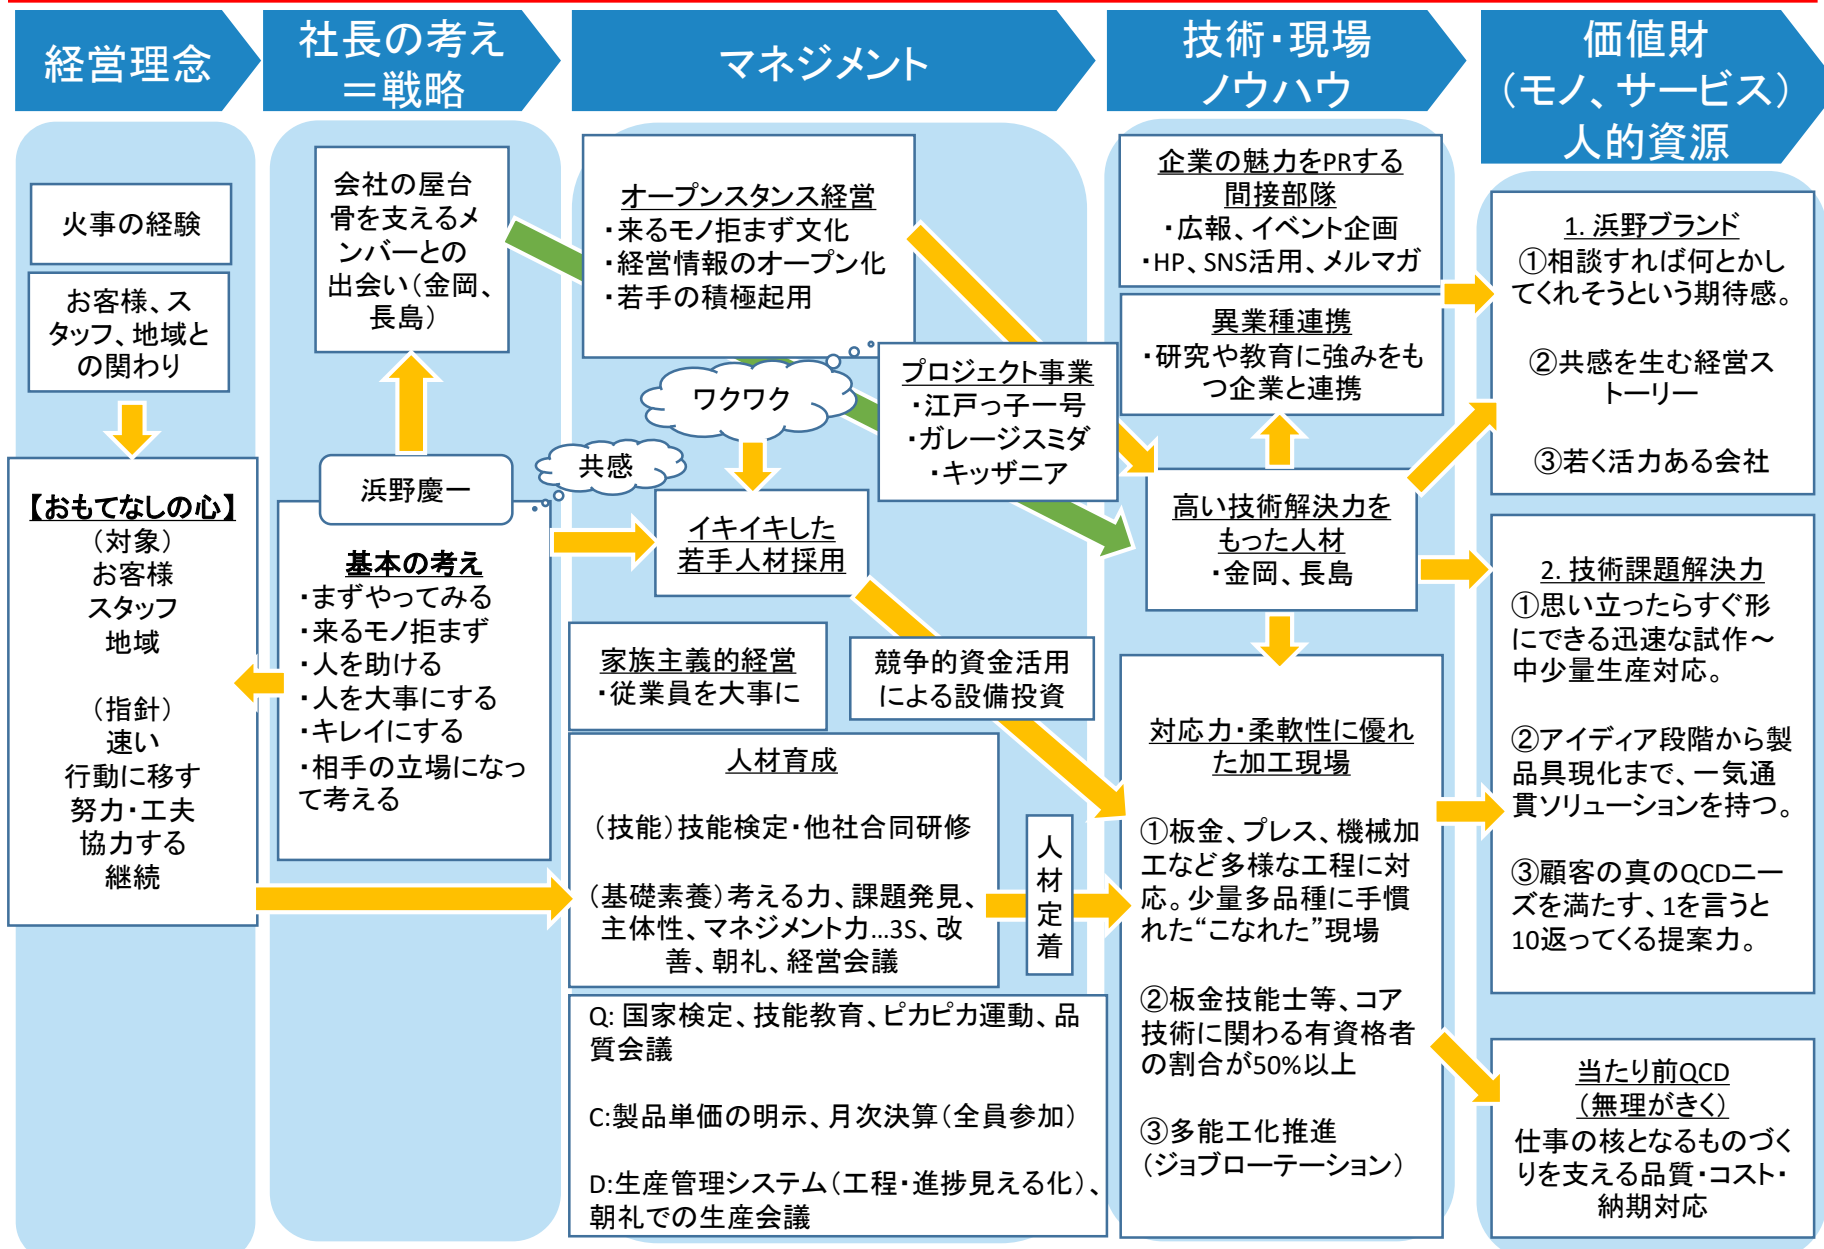 経営理念
社長の考え
＝戦略
マネジメント
技術・現場
ノウハウ
価値財
（モノ、サービス）
人的資源
火事の経験
お客様、ス
タッフ、地域と
の関わり
【おもてなしの心】
（対象）
お客様
スタッフ
地域
（指針）
速い
行動に移す
努力・工夫
協力する
継続
会社の屋台
骨を支えるメ
ンバーとの
出会い（金岡、
長島）
浜野慶一
基本の考え
・まずやってみる
・来るモノ拒まず
・人を助ける
・人を大事にする
・キレイにする
・相手の立場になっ
て考える
共感
オープンスタンス経営
・来るモノ拒まず文化
・経営情報のオープン化
・若手の積極起用
ワクワク
イキイキした
若手人材採用
プロジェクト事業
・江戸っ子一号
・ガレージスミダ
・キッザニア
家族主義的経営
・従業員を大事に
競争的資金活用
による設備投資
人材育成
（技能）技能検定・他社合同研修
（基礎素養）考える力、課題発見、
主体性、マネジメント力…3S、改
善、朝礼、経営会議
人
材
定
着
Q: 国家検定、技能教育、ピカピカ運動、品
質会議
C:製品単価の明示、月次決算（全員参加）
D:生産管理システム（工程・進捗見える化）、
朝礼での生産会議
企業の魅力をPRする
間接部隊
・広報、イベント企画
・HP、SNS活用、メルマガ
異業種連携
・研究や教育に強みをも
つ企業と連携
高い技術解決力を
もった人材
・金岡、長島
対応力・柔軟性に優れ
た加工現場
①板金、プレス、機械加
工など多様な工程に対
応。少量多品種に手慣
れた“こなれた”現場
②板金技能士等、コア
技術に関わる有資格者
の割合が50%以上
③多能工化推進
（ジョブローテーション）
1. 浜野ブランド
①相談すれば何とかし
てくれそうという期待感。
②共感を生む経営ス
トーリー
③若く活力ある会社
2. 技術課題解決力
①思い立ったらすぐ形
にできる迅速な試作～
中少量生産対応。
②アイディア段階から製
品具現化まで、一気通
貫ソリューションを持つ。
③顧客の真のQCDニー
ズを満たす、1を言うと
10返ってくる提案力。
当たり前QCD
（無理がきく）
仕事の核となるものづく
りを支える品質・コスト・
納期対応